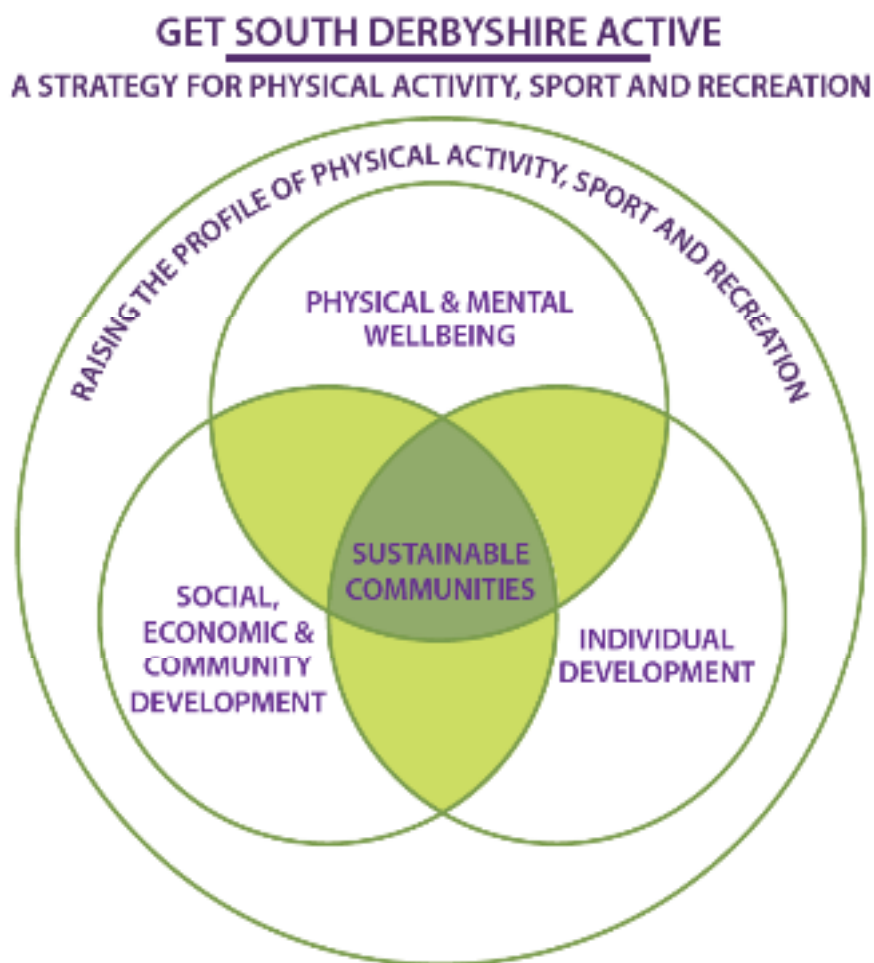 GET SOUTH DERBYSHIRE ACTIVE
A STRATEGY FOR PHYSICAL ACTIVITY, SPORT AND RECREATION
RAISING THE PROFILE OF PHYSICAL ACTIVITY, SPORT AND RECREATION
PHYSICAL & MENTAL
WELLBEING
SUSTAINABLE
COMMUNITIES
SOCIAL,
ECONOMIC &
COMMUNITY
DEVELOPMENT
INDIVIDUAL
DEVELOPMENT